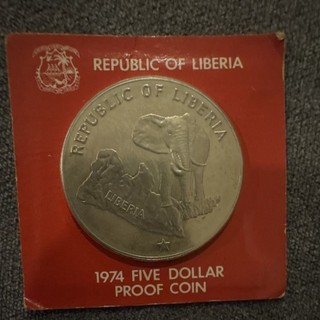 REPUBLIC OF LIBERIA
REPUBLIC OF LIBERIA
LIBERIA
1974 FIVE DOLLAR
PROOF COIN